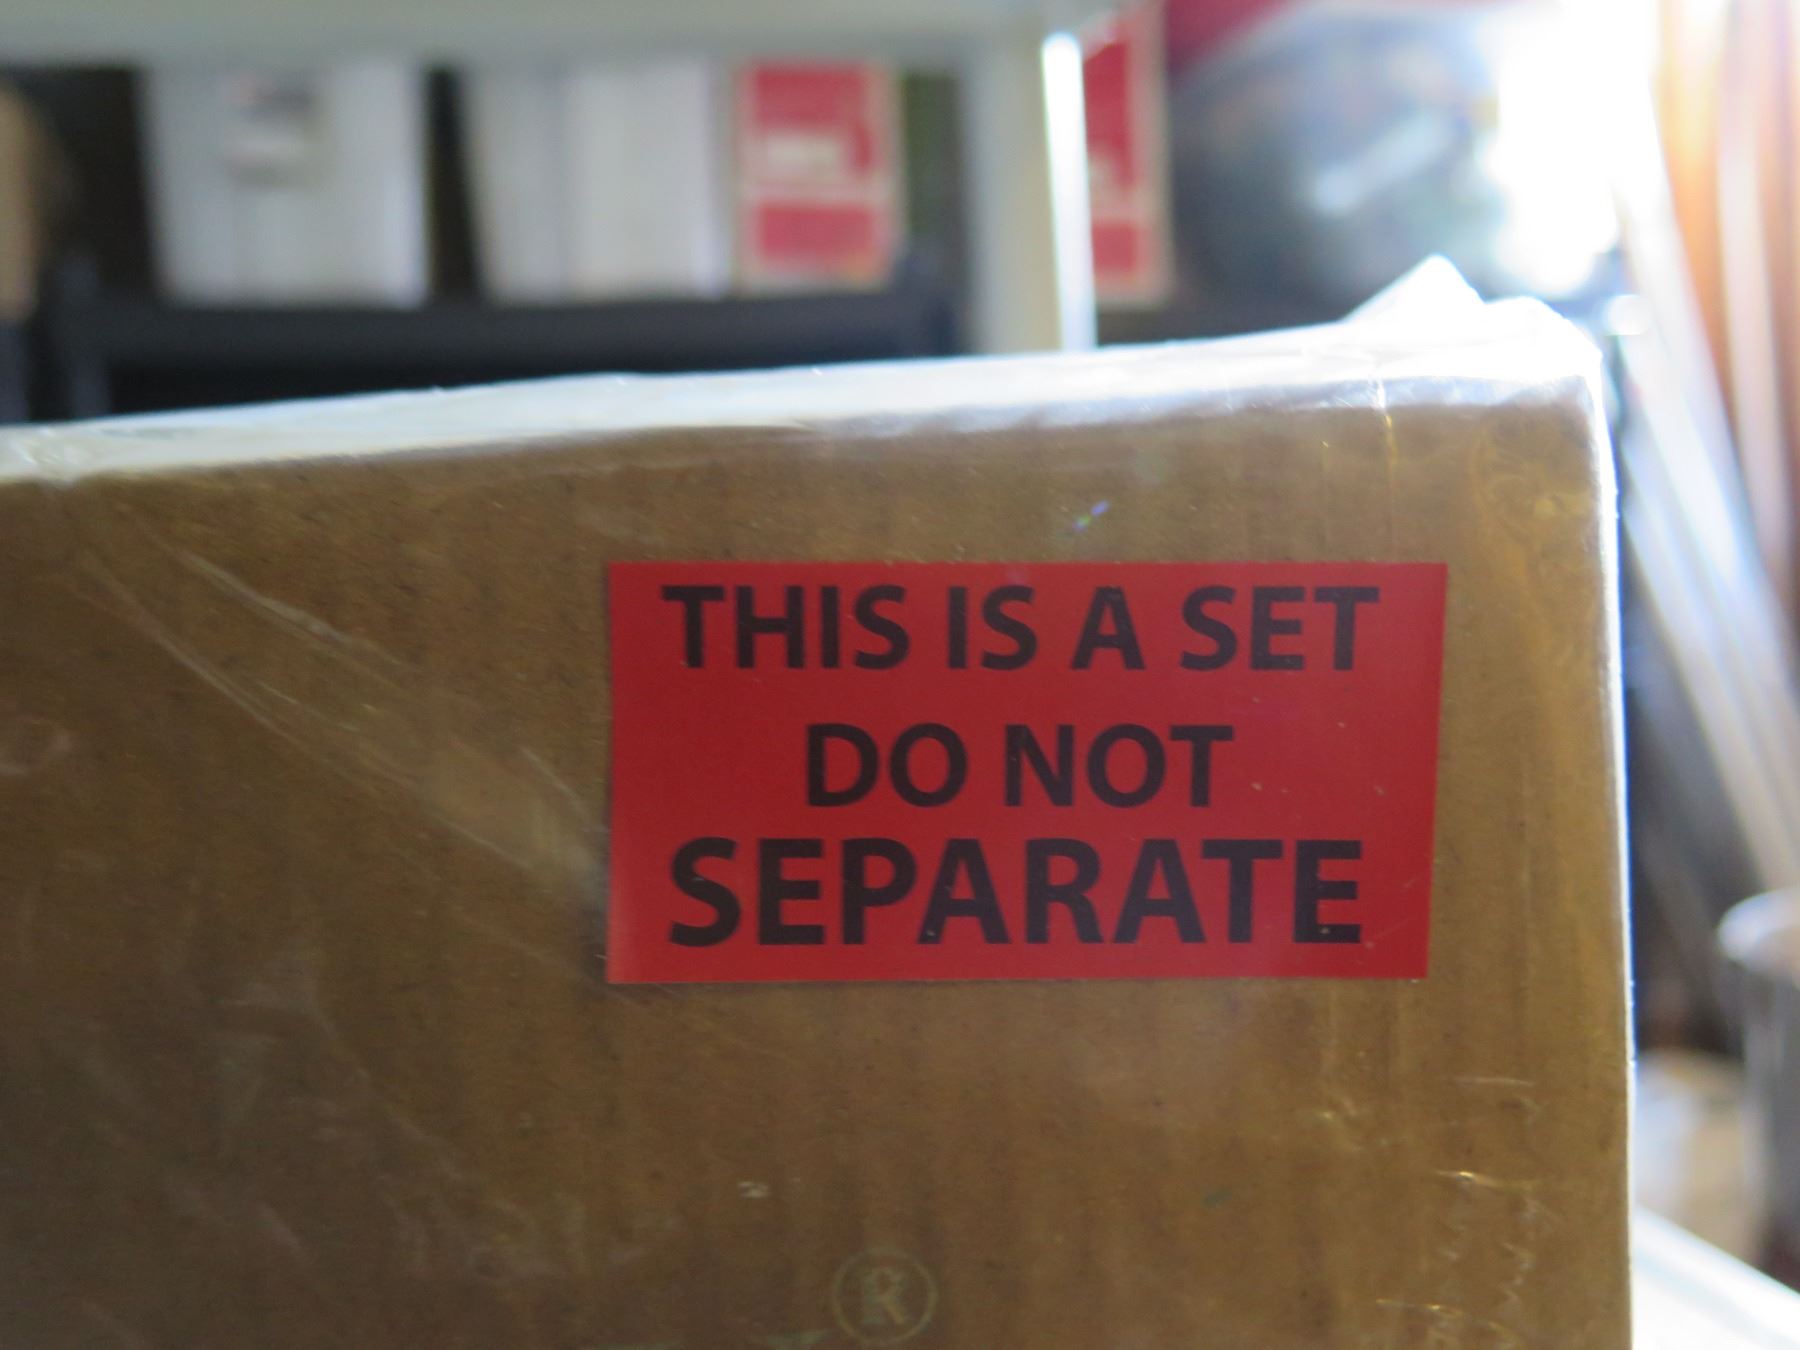 THIS IS A SET
DO NOT
SEPARATE
®